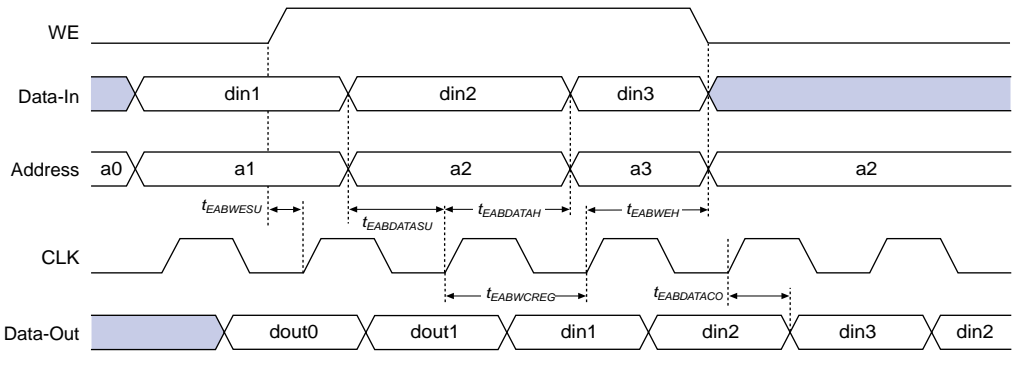 WE
Data-In din1 din2 din3
Address a0 a1 a2 a3 a2
tEABWESU tEABDATASU tEABDATAH tEABWEH
CLK
tEABWCREG tEABDATACO
Data-Out dout0 dout1 din1 din2 din3 din2